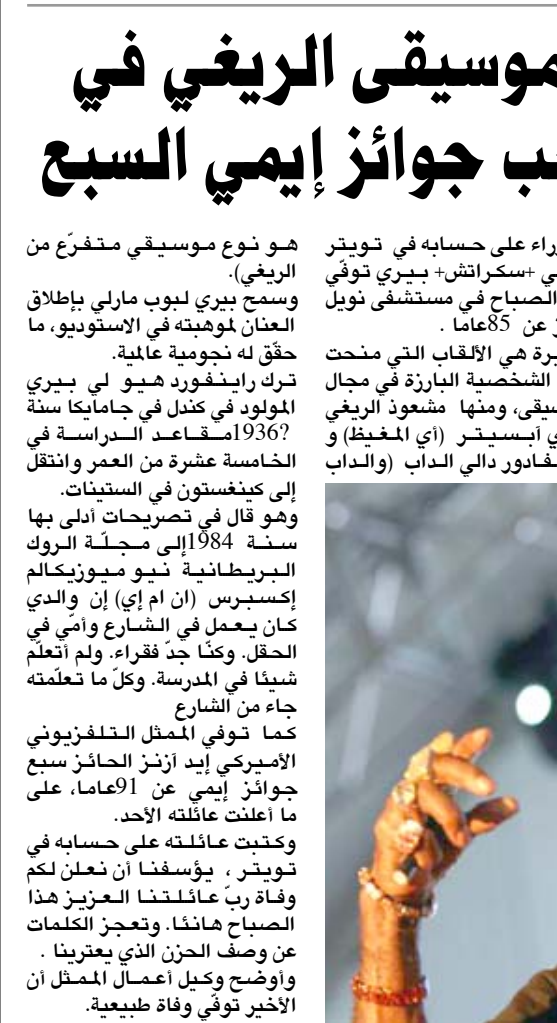 موسيقى الريغي في
ب جوائز إيمي السبع
راء على حسابه في تويتر
ي +سكراتش+ بيري توفّي
الصباح في مستشفى نويل
عن 85عاما .
يرة هي الألقاب التي منحت
الشخصية البارزة في مجال
سيقى، ومنها مشعوذ الريغي
ي آبسيتر (أي المغيظ) و
فادور دالي الداب (والداب
هو نوع موسيقي متفرّع من
الريغي).
وسمح بيري لبوب مارلي بإطلاق
العنان لموهبته في الاستوديو، ما
حقّق له نجومية عالمية.
ترك راينفورد هيو لي بيري
المولود في كندل في جامايكا سنة
?1936مقاعد الدراسة في
الخامسة عشرة من العمر وانتقل
إلى كينغستون في الستينات.
وهو قال في تصريحات أدلى بها
سنة 1984إلى مجلّة الروك
البريطانية نيو ميوزيكالم
إكسبرس (ان ام إي) إن والدي
كان يعمل في الشارع وأمّي في
الحقل. وكنّا جدّ فقراء. ولم أتعلّم
شيئا في المدرسة. وكلّ ما تعلّمته
جاء من الشارع
كما توفي الممثل التلفزيوني
الأميركي إيد آزنز الحائز سبع
جوائز إيمي عن 91عاما، على
ما أعلنت عائلته الأحد.
وكتبت عائلته على حسابه في
تويتر ، يؤسفنا أن نعلن لكم
وفاة ربّ عائلتنا العزيز هذا
الصباح هانئا. وتعجز الكلمات
عن وصف الحزن الذي يعترينا .
وأوضح وكيل أعمال الممثل أن
الأخير توفّي وفاة طبيعية.